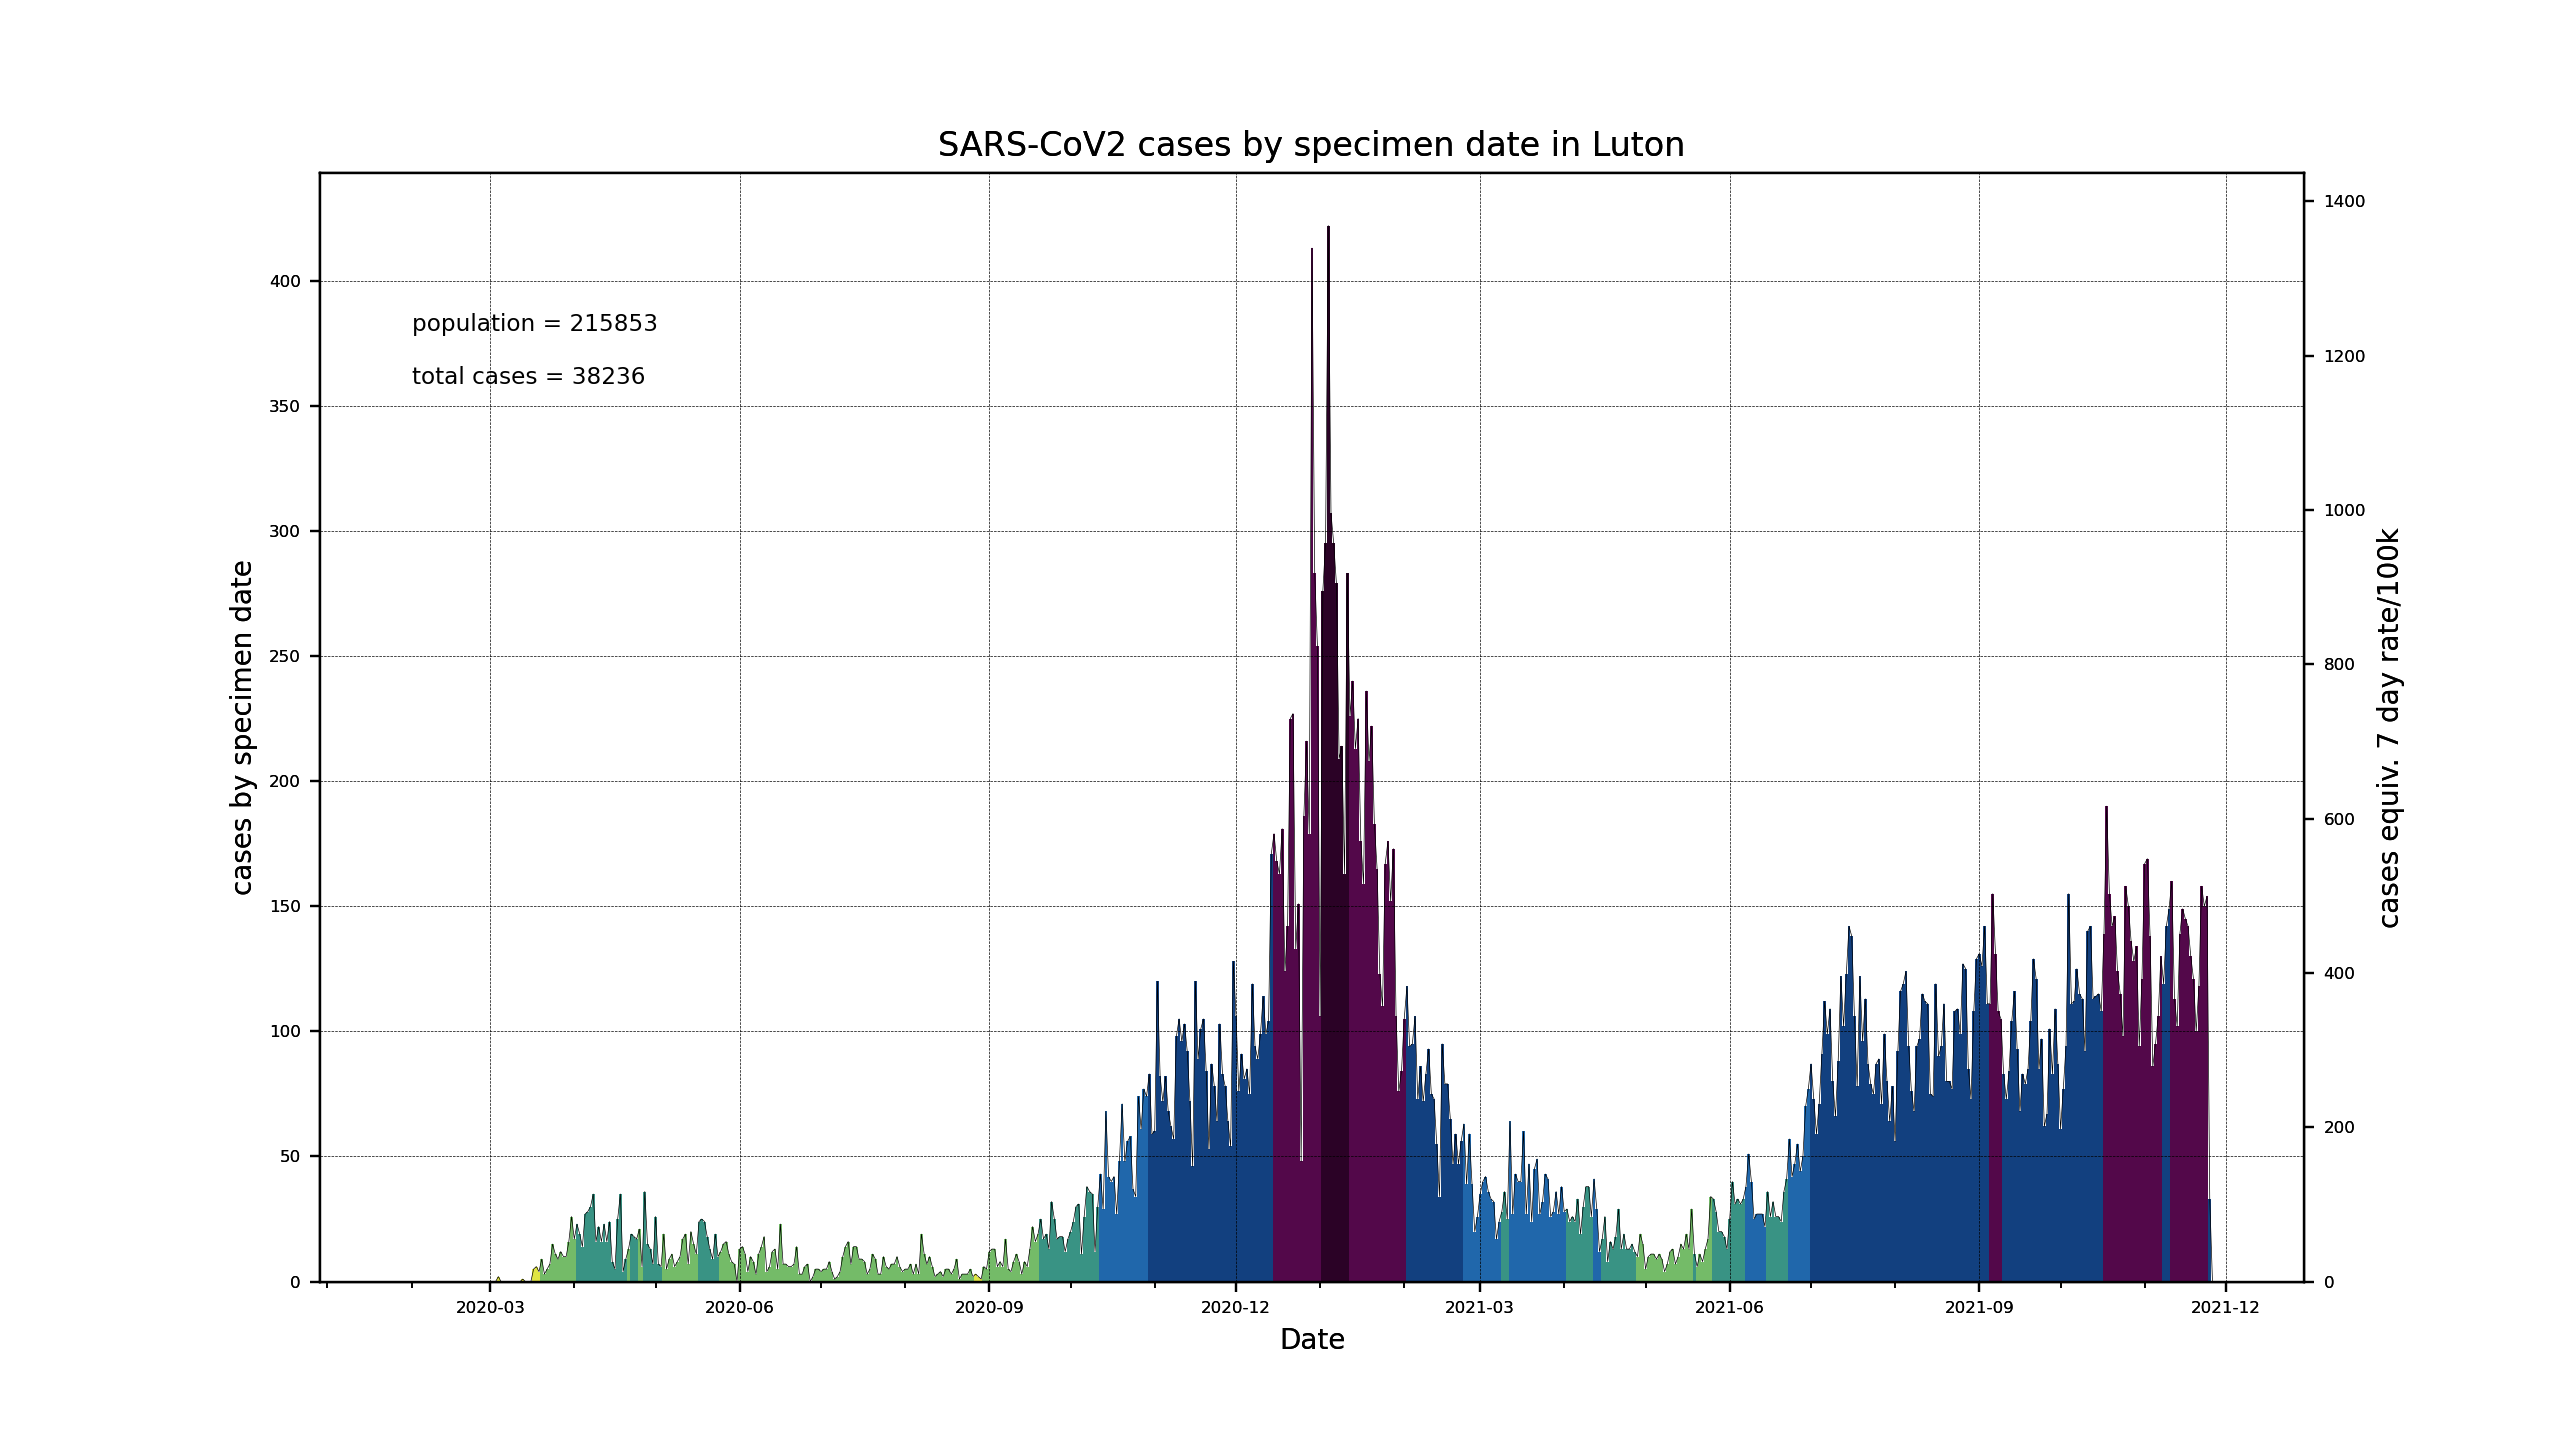 SARS-CoV2 cases by specimen date in Luton
population = 215853
total cases = 38236
cases by specimen date
400
350
300
250
200
150
100
50
0
1400
1200
1000
800
600
400
200
0
cases equiv. 7 day rate/100k
2020-03 2020-06 2020-09 2020-12 2021-03 2021-06 2021-09 2021-12
Date